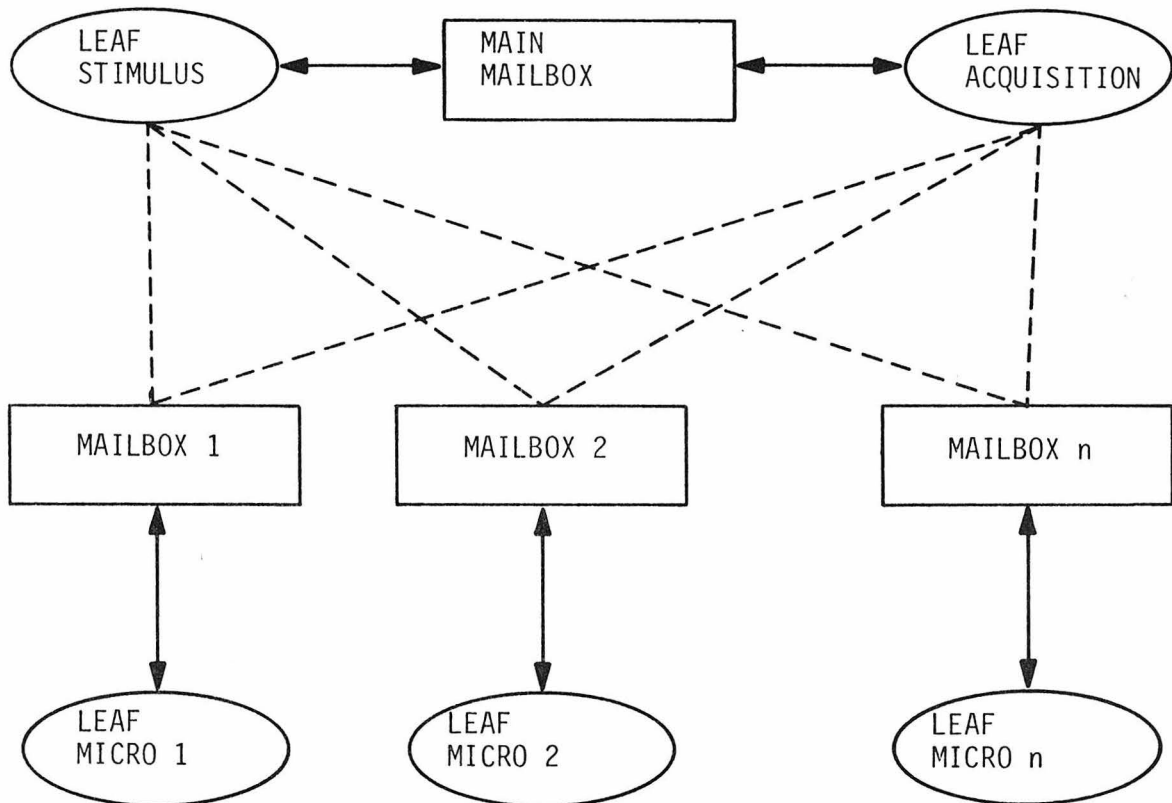 LEAF
STIMULUS
MAIN
MAILBOX
LEAF
ACQUISITION
MAILBOX 1
MAILBOX 2
MAILBOX n
LEAF
MICRO 1
LEAF
MICRO 2
LEAF
MICRO n